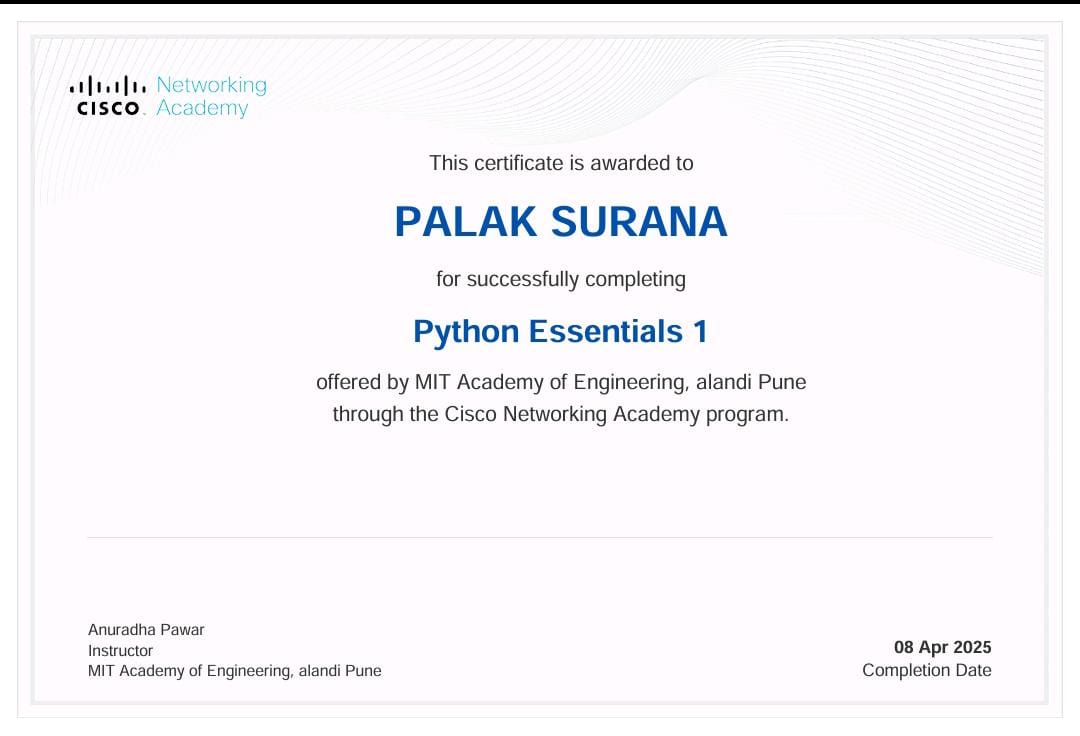 Networking
CISCO Academy
This certificate is awarded to
PALAK SURANA
for successfully completing
Python Essentials 1
offered by MIT Academy of Engineering, alandi Pune
through the Cisco Networking Academy program.
Anuradha Pawar
Instructor
MIT Academy of Engineering, alandi Pune
08 Apr 2025
Completion Date